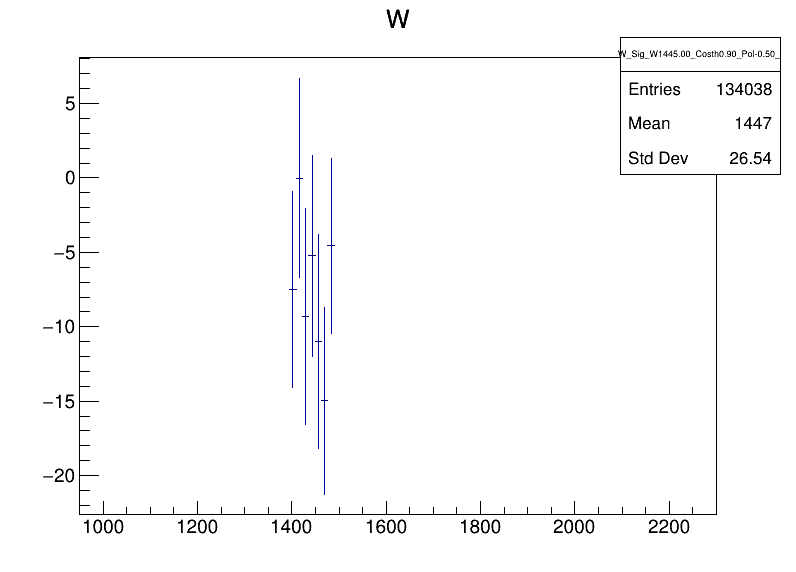 W
W_Sig_W1445.00_Costh0.90_Pol-0.50_
Entries 134038
Mean 1447
Std Dev 26.54
5
0
−5
−10
−15
−20
1000 1200 1400 1600 1800 2000 2200